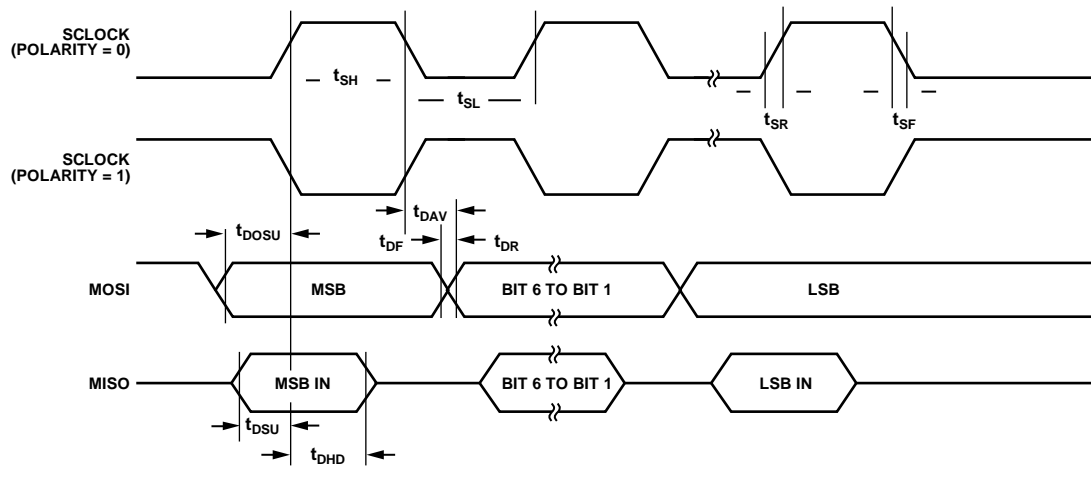 SCLOCK
(POLARITY = 0)
tSH
tSL
tSR
tSF
SCLOCK
(POLARITY = 1)
tDAV
tDOSU
tDF
tDR
MOSI
MSB
BIT 6 TO BIT 1
LSB
MISO
MSB IN
BIT 6 TO BIT 1
LSB IN
tDSU
tDHD